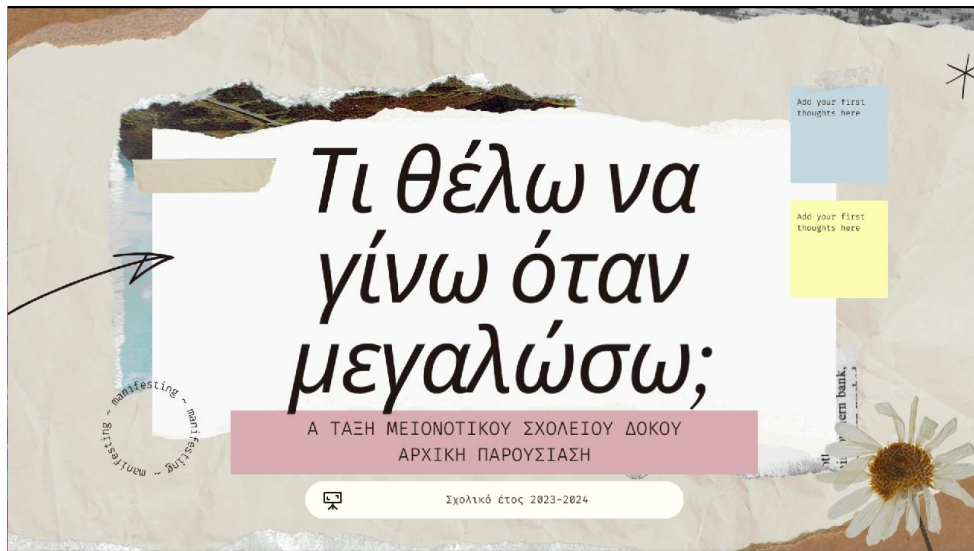 Τι θέλω να
γίνω όταν
μεγαλώσω;
Α ΤΑΞΗ ΜΕΙΟΝΟΤΙΚΟΥ ΣΧΟΛΕΙΟΥ ΔΟΚΟΥ
ΑΡΧΙΚΗ ΠΑΡΟΥΣΙΑΣΗ
Σχολικό έτος 2023-2024
Add your first
thoughts here
Add your first
thoughts here
manifesting ~ manifesting ~ manifesting ~
ern bank,